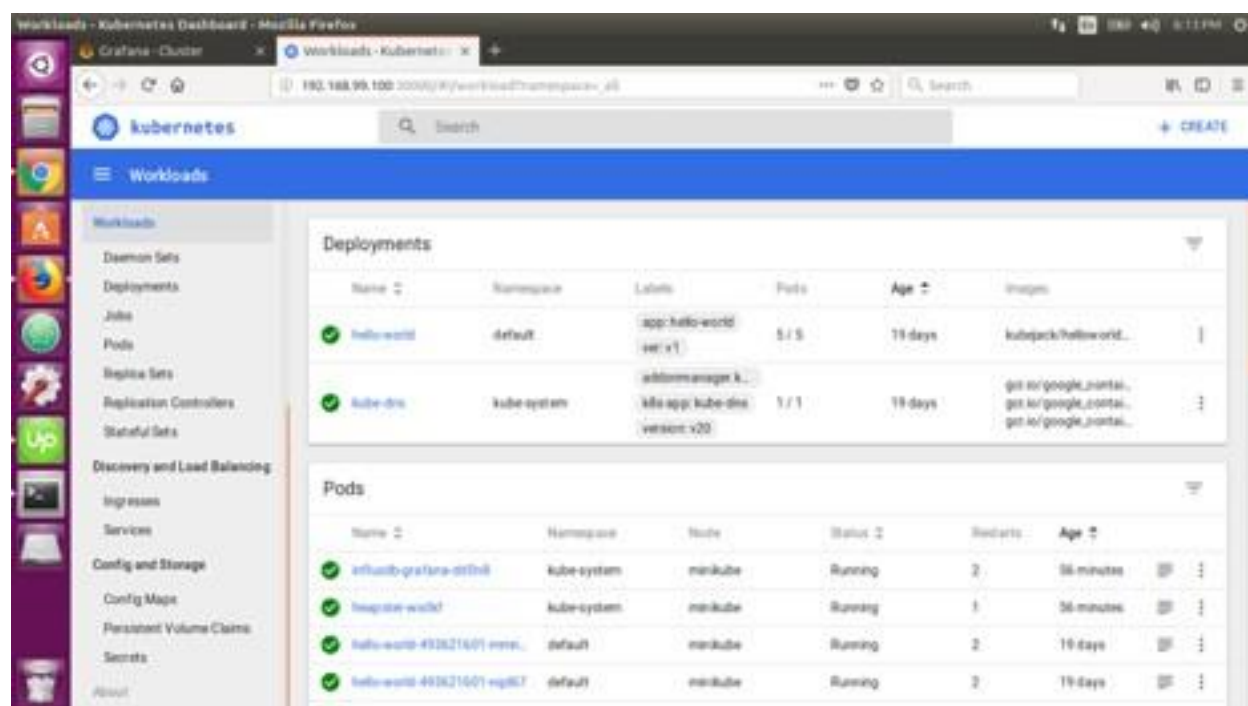 Workloads - Kubernetes Dashboard - Mozilla Firefox
6:11 PM
Grafana - Cluster
Workloads - Kubernetes
192.168.99.100
Search
kubernetes
Search
+ CREATE
Workloads
Workloads
Daemon Sets
Deployments
Jobs
Pods
Replica Sets
Replication Controllers
Stateful Sets
Discovery and Load Balancing
Ingresses
Services
Config and Storage
Config Maps
Persistent Volume Claims
Secrets
About
Deployments
Name Namespace Labels Pods Age Images
hello-world default app: hello-world 5 / 5 19 days kubejack/helloworld...
ver: v1
kube-dns kube-system addonmanager.k... 1 / 1 19 days gcr.io/google_contai...
k8s-app: kube-dns gcr.io/google_contai...
version: v20 gcr.io/google_contai...
Pods
Name Namespace Node Status Restarts Age
kube-system minikube Running 2 56 minutes
kube-system minikube Running 1 56 minutes
default minikube Running 2 19 days
default minikube Running 2 19 days
Up